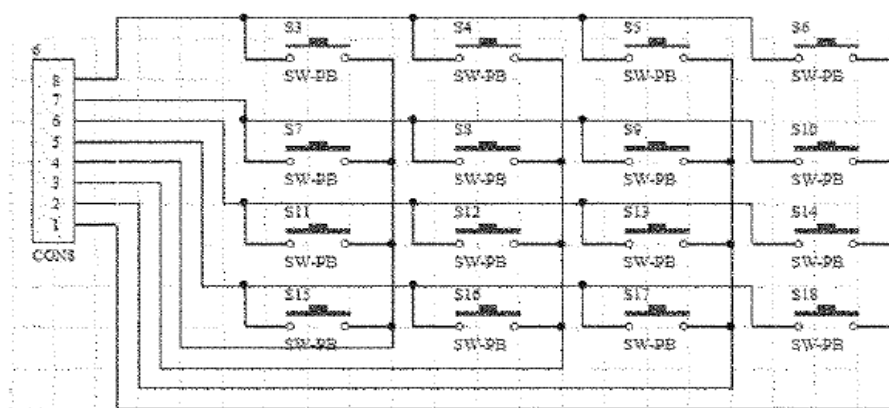 S3 S4 S5 S6
6
SW-PB SW-PB SW-PB SW-PB
8
7
6
S7 S8 S9 S10
5
4
SW-PB SW-PB SW-PB SW-PB
3
2
S11 S12 S13 S14
1
CON8
SW-PB SW-PB SW-PB SW-PB
S15 S16 S17 S18
SW-PB SW-PB SW-PB SW-PB